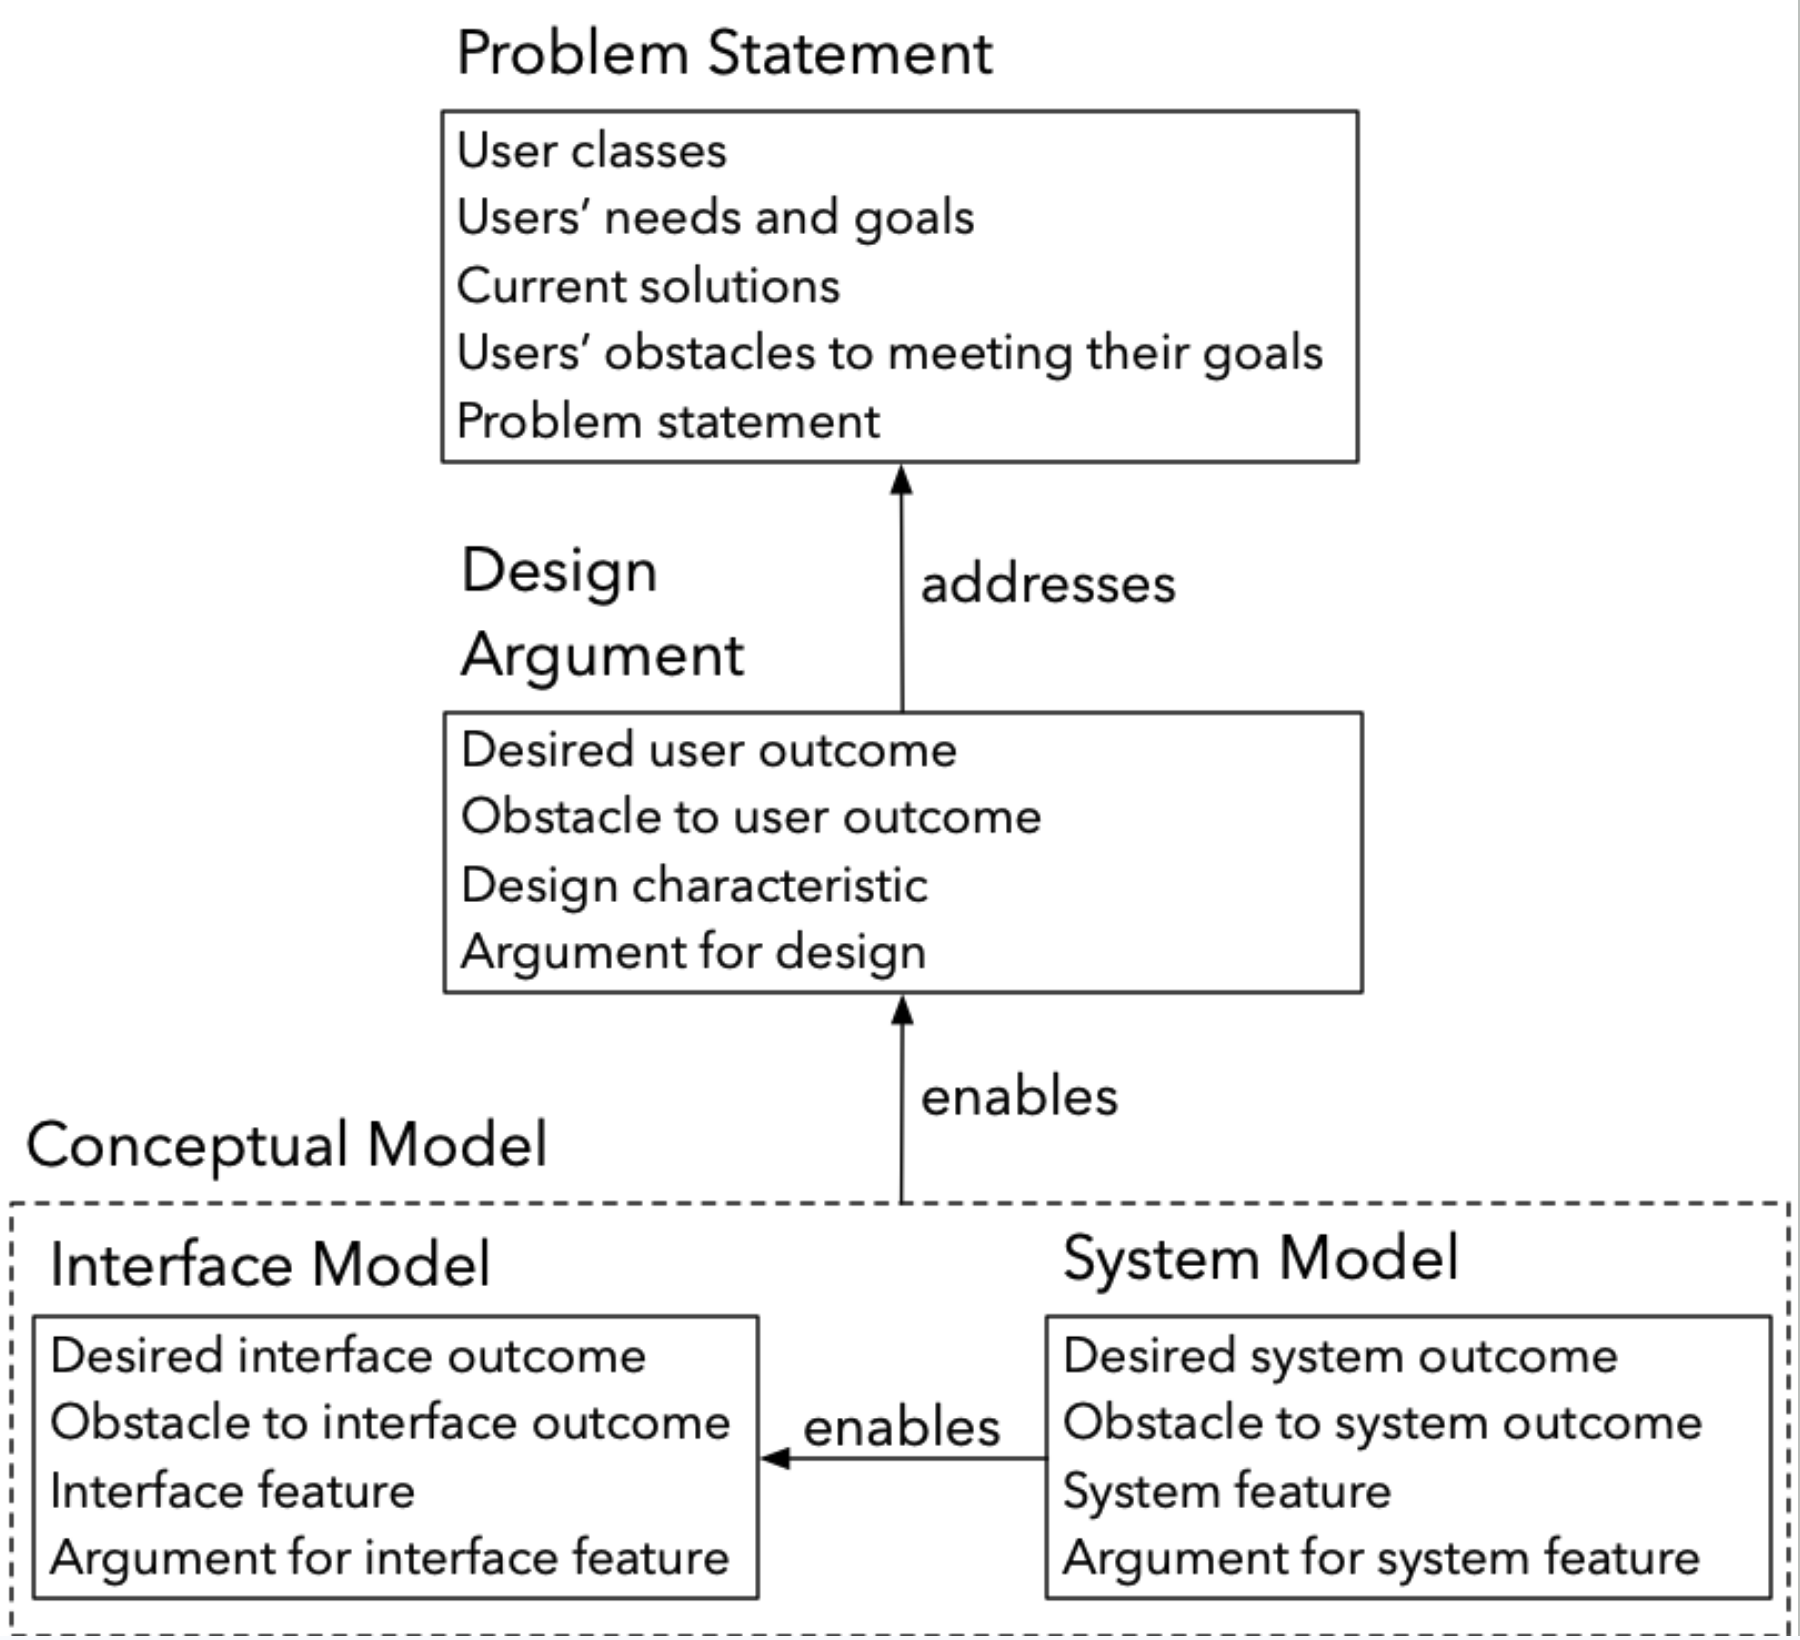 Problem Statement
User classes
Users’ needs and goals
Current solutions
Users’ obstacles to meeting their goals
Problem statement
addresses
Design
Argument
Desired user outcome
Obstacle to user outcome
Design characteristic
Argument for design
enables
Conceptual Model
Interface Model
Desired interface outcome
Obstacle to interface outcome
Interface feature
Argument for interface feature
enables
System Model
Desired system outcome
Obstacle to system outcome
System feature
Argument for system feature